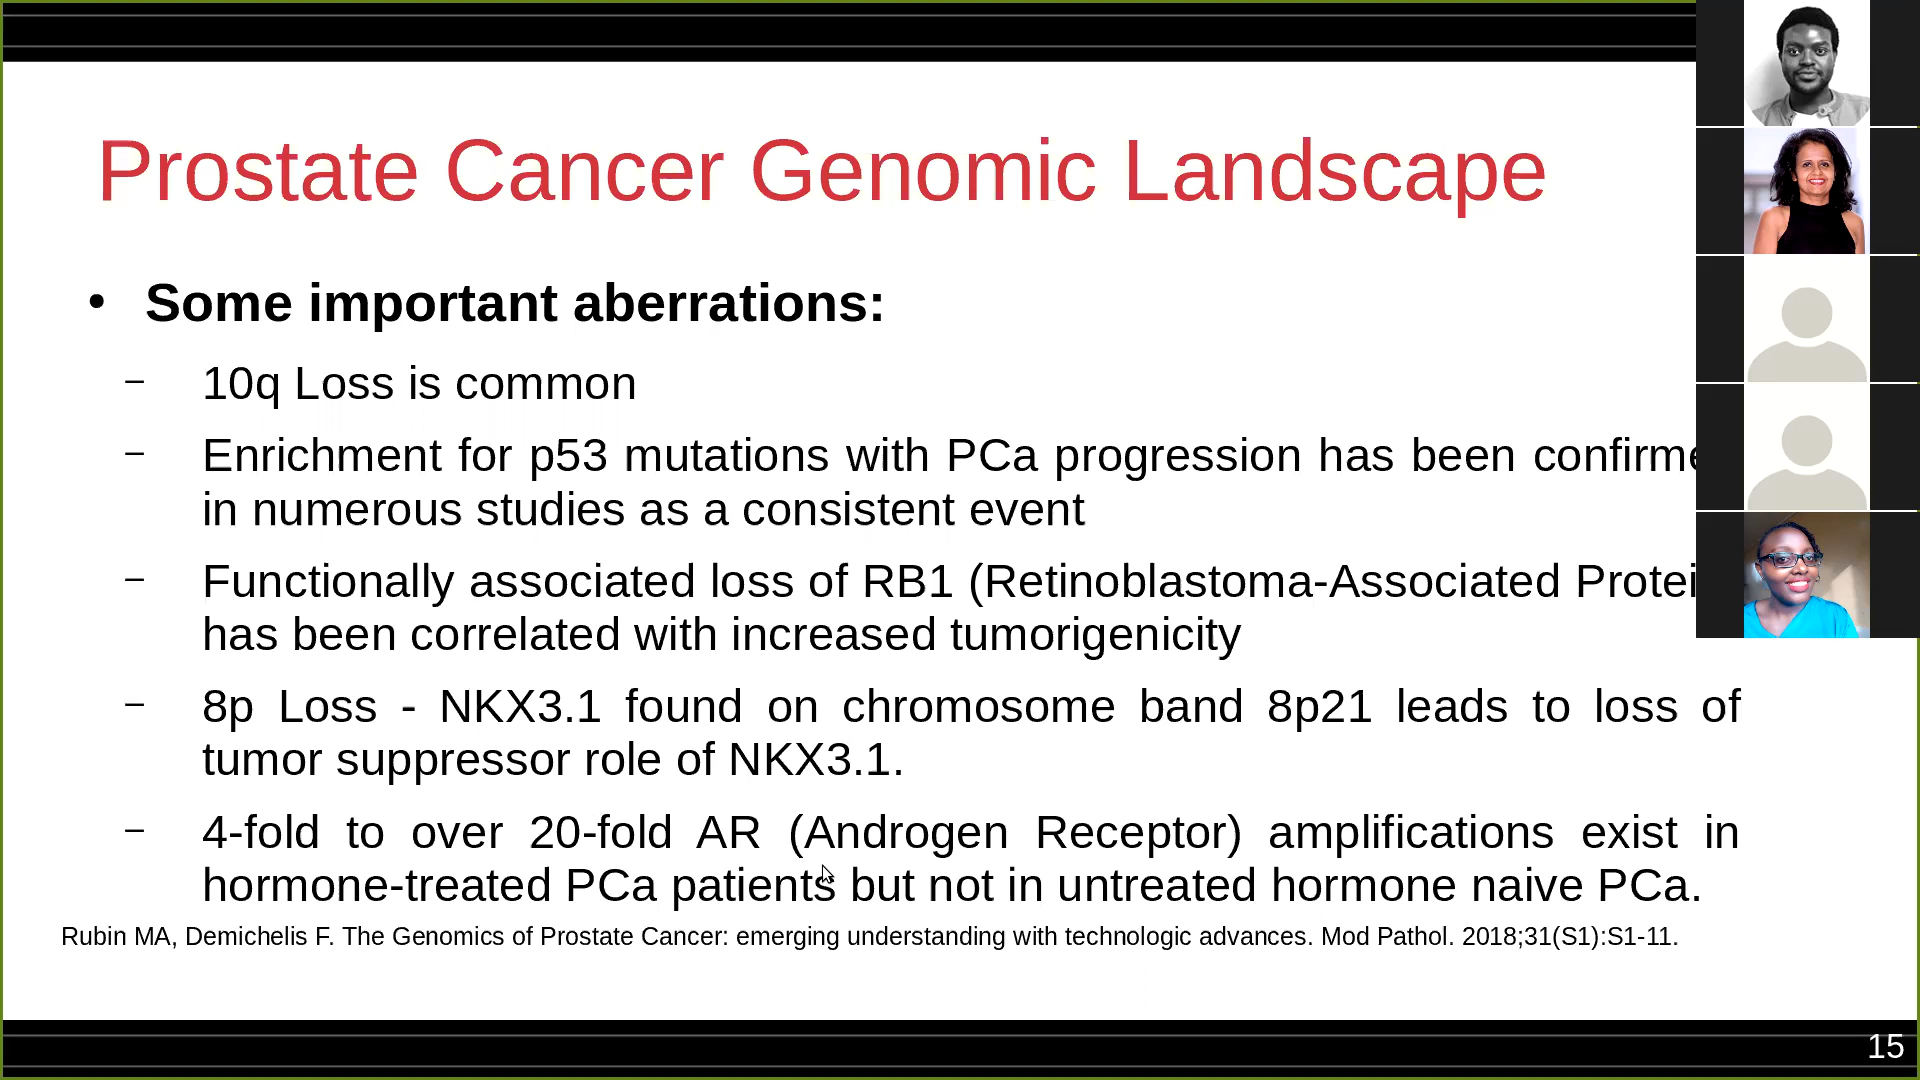 Prostate Cancer Genomic Landscape
• Some important aberrations:
– 10q Loss is common
– Enrichment for p53 mutations with PCa progression has been
in numerous studies as a consistent event
– Functionally associated loss of RB1 (Retinoblastoma-Associated
has been correlated with increased tumorigenicity
– 8p Loss - NKX3.1 found on chromosome band 8p21 leads to loss of
tumor suppressor role of NKX3.1.
– 4-fold to over 20-fold AR (Androgen Receptor) amplifications exist in
hormone-treated PCa patients but not in untreated hormone naive PCa.
Rubin MA, Demichelis F. The Genomics of Prostate Cancer: emerging understanding with technologic advances. Mod Pathol. 2018;31(S1):S1-11.
15